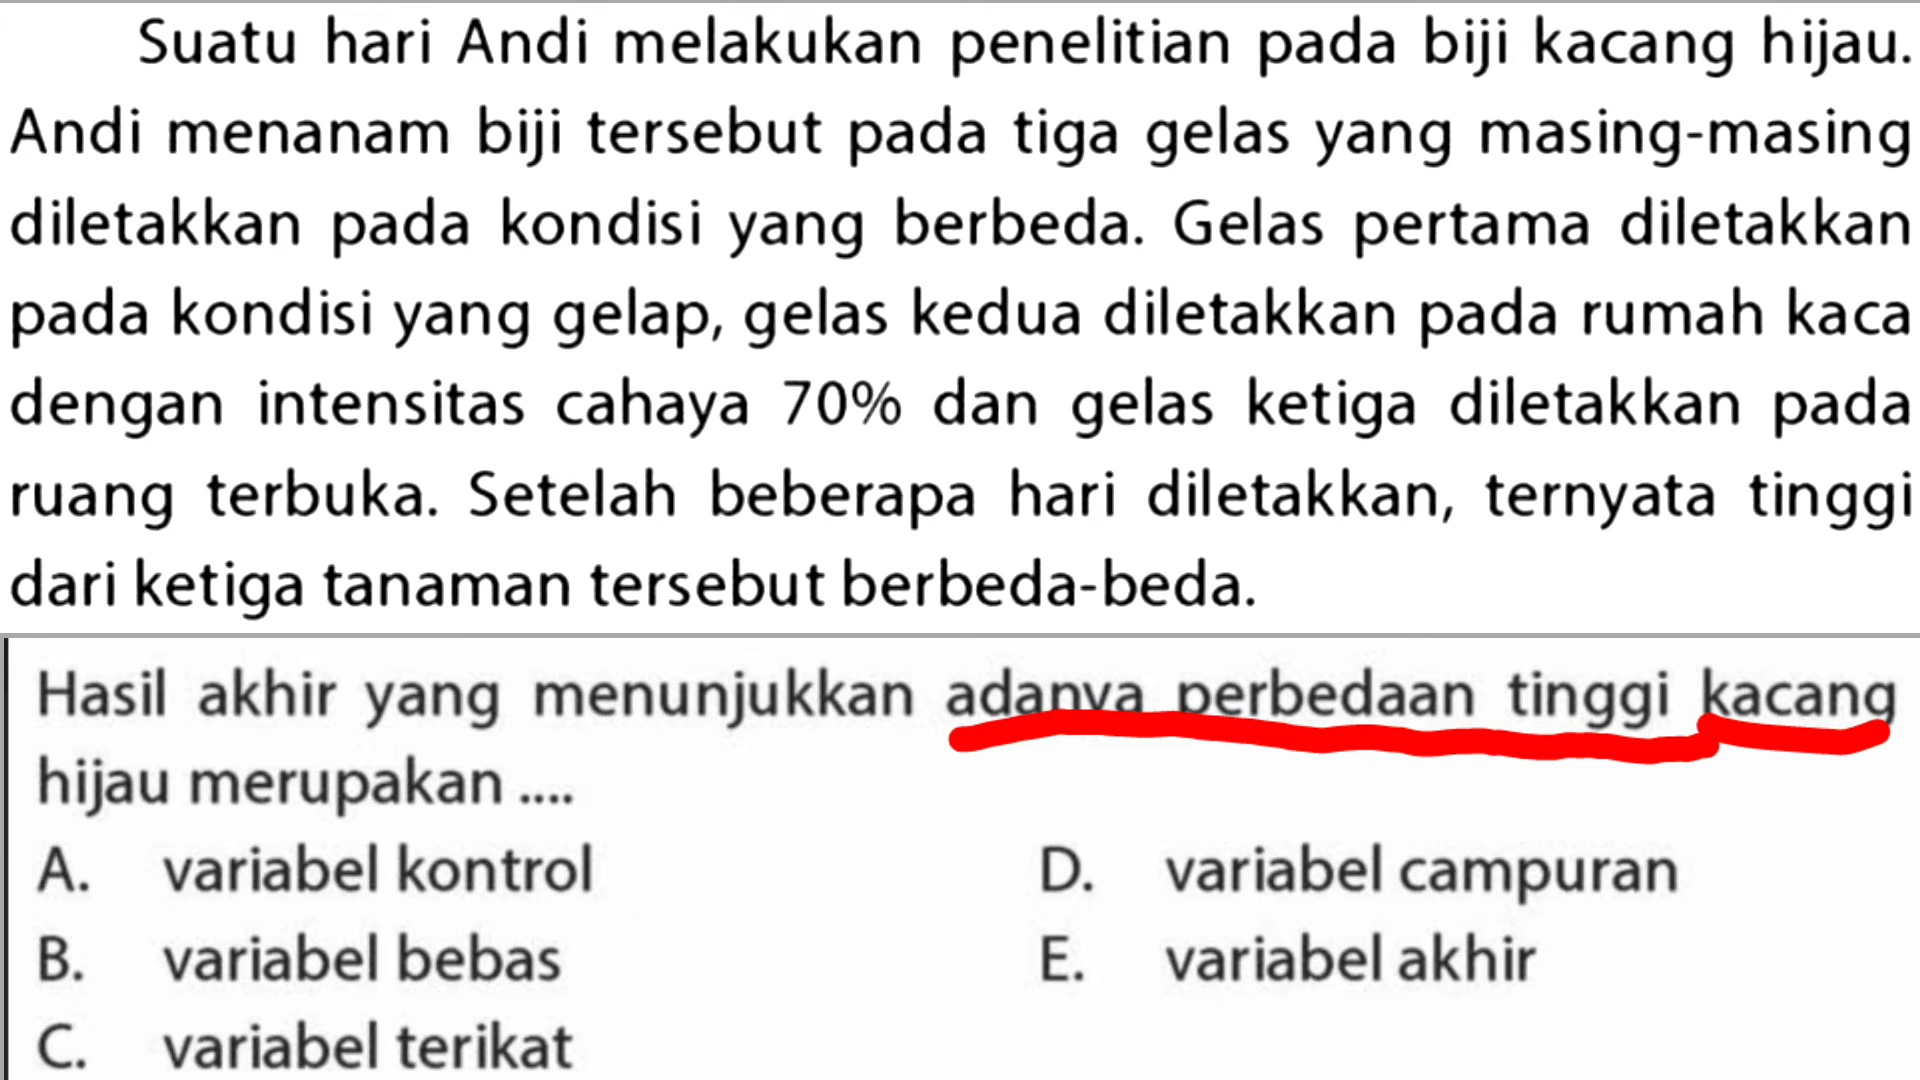 Suatu hari Andi melakukan penelitian pada biji kacang hijau.
Andi menanam biji tersebut pada tiga gelas yang masing-masing
diletakkan pada kondisi yang berbeda. Gelas pertama diletakkan
pada kondisi yang gelap, gelas kedua diletakkan pada rumah kaca
dengan intensitas cahaya 70% dan gelas ketiga diletakkan pada
ruang terbuka. Setelah beberapa hari diletakkan, ternyata tinggi
dari ketiga tanaman tersebut berbeda-beda.
Hasil akhir yang menunjukkan adanya perbedaan tinggi kacang
hijau merupakan ....
A. variabel kontrol
B. variabel bebas
C. variabel terikat
D. variabel campuran
E. variabel akhir